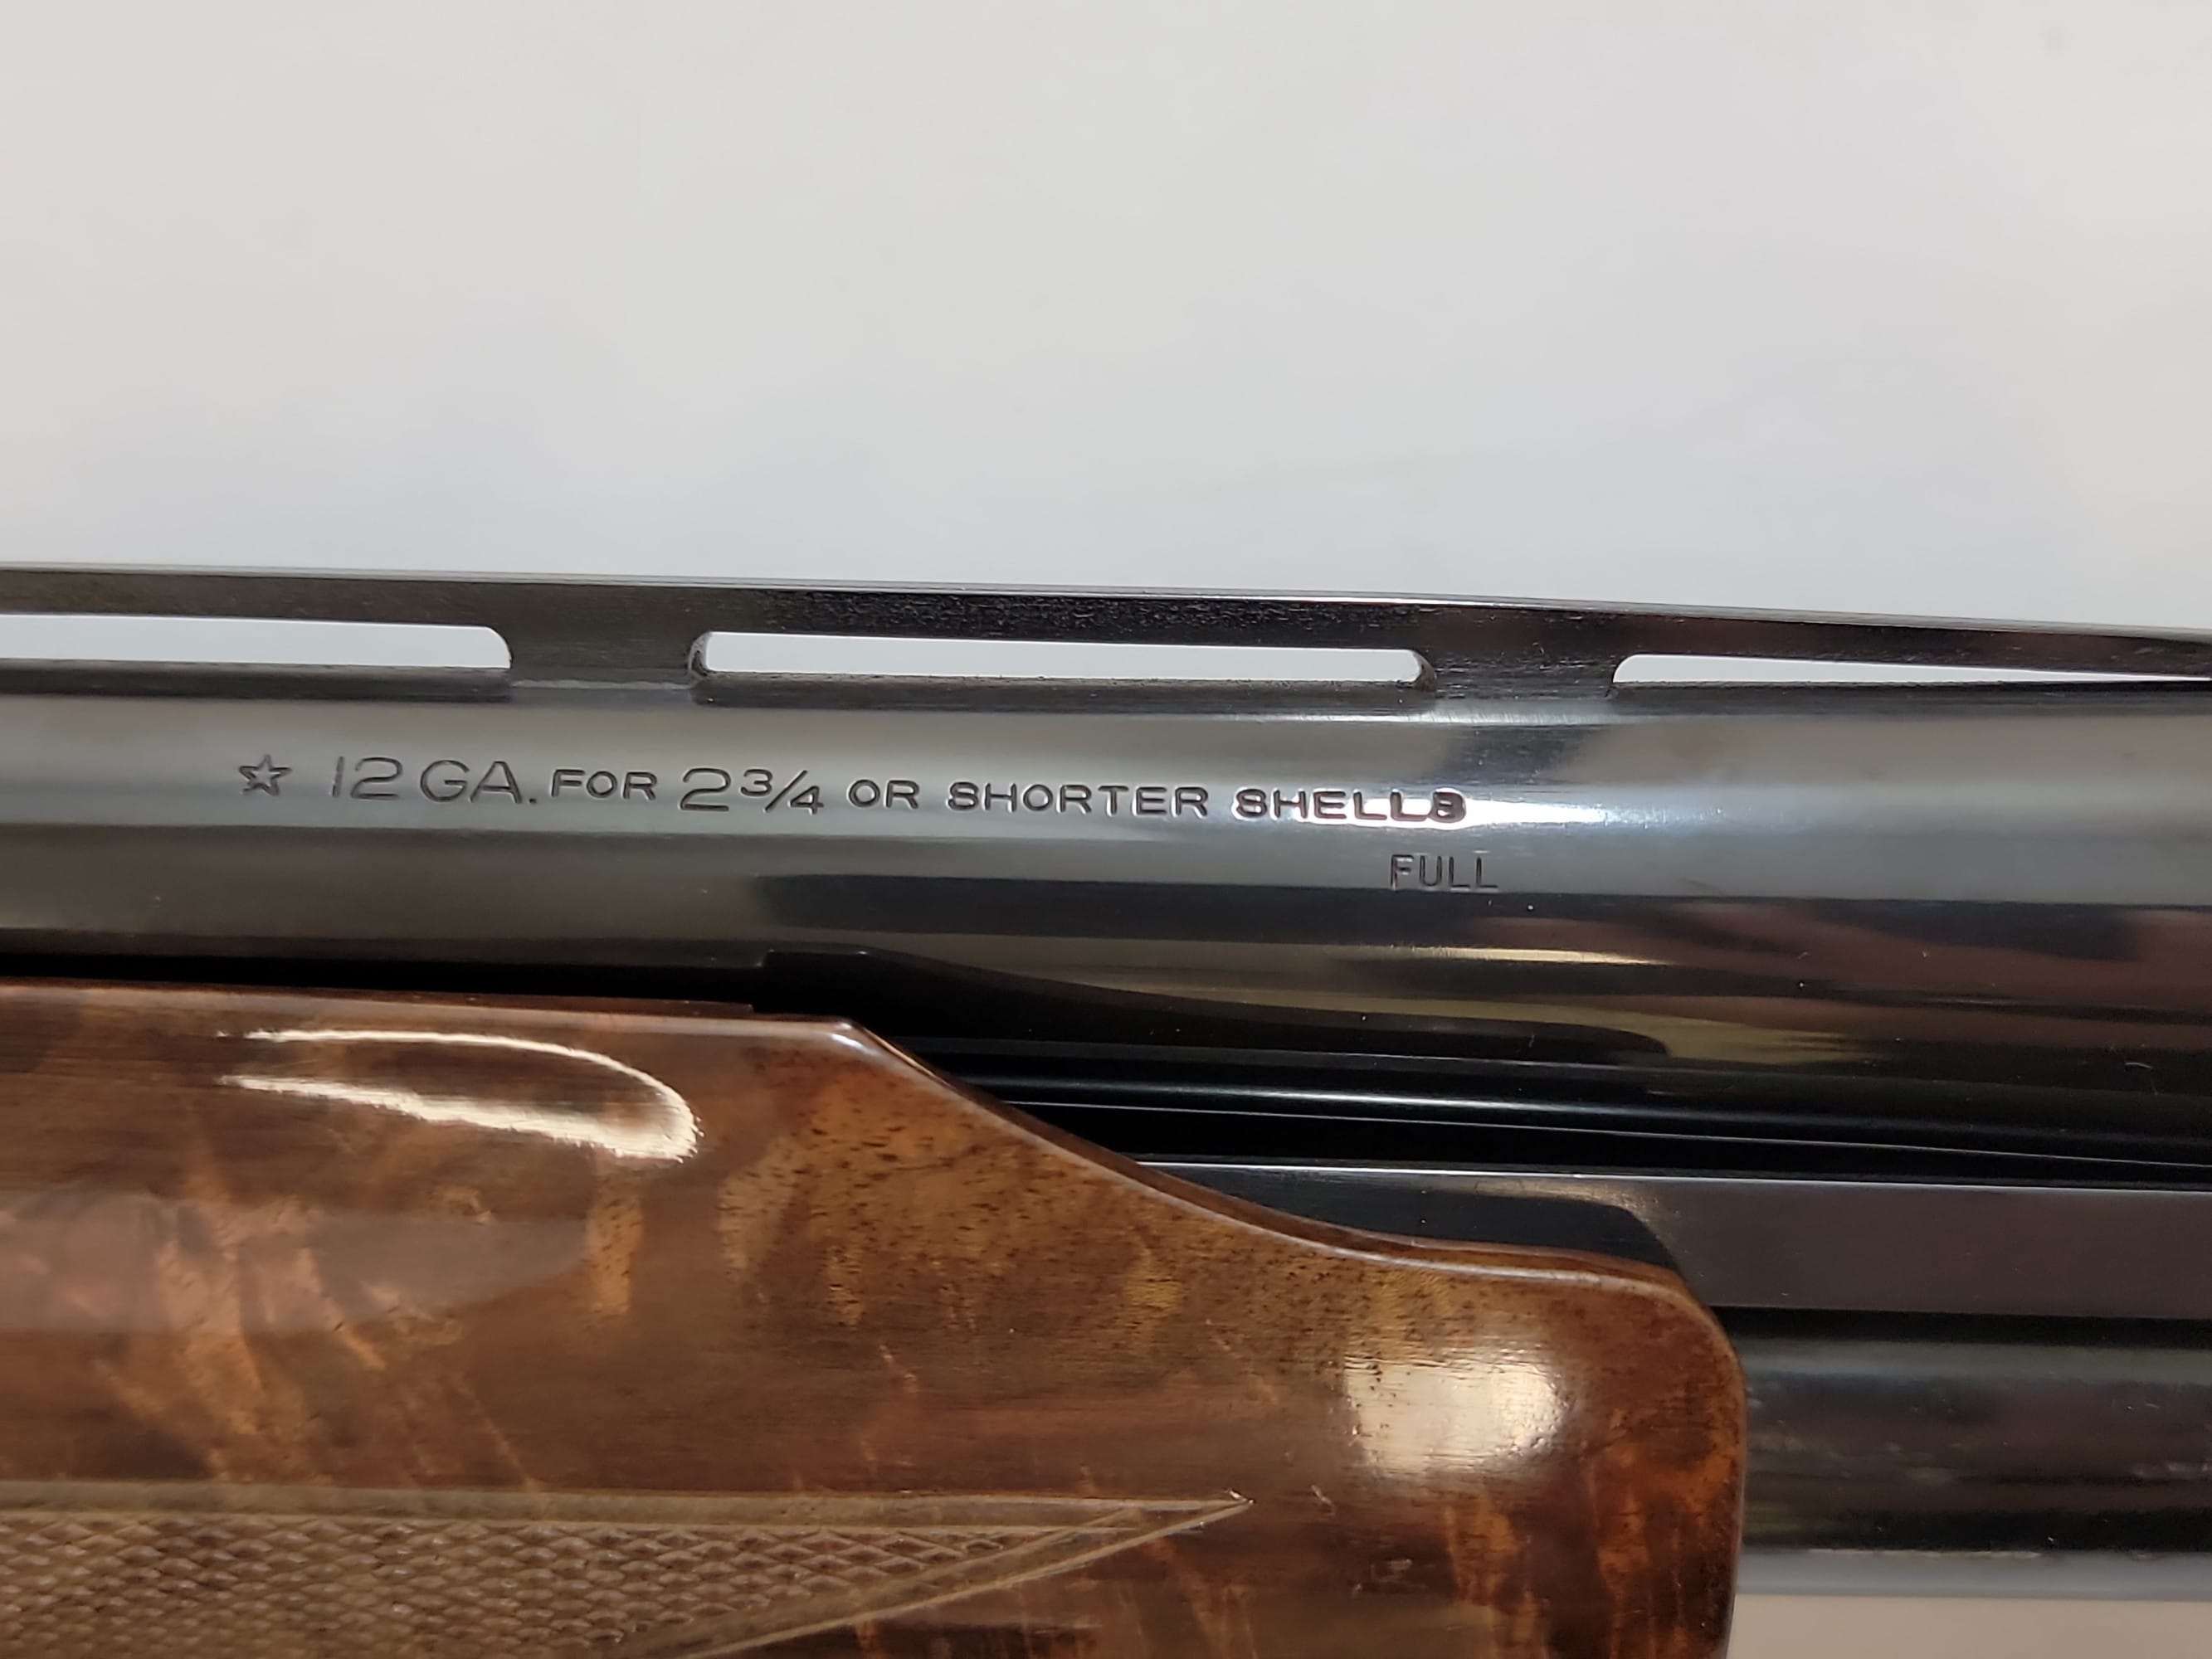 ☆ 12 GA. FOR 2¾ OR SHORTER SHELLS
FULL